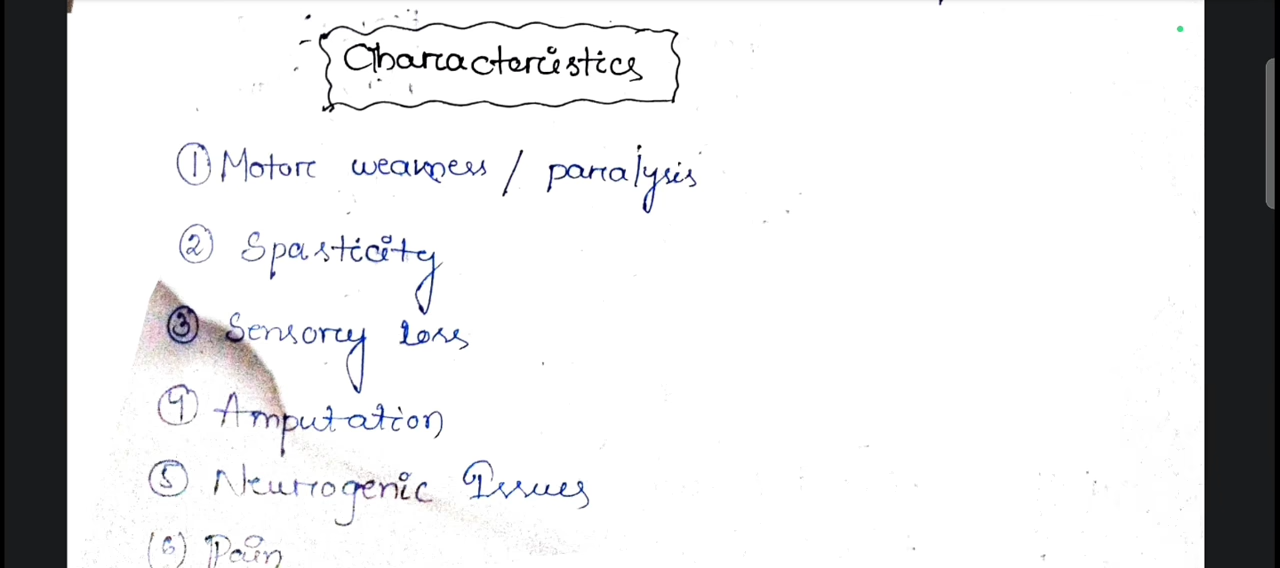 Characteristics
① Motor weakness / paralysis
② Spasticity
③ Sensory loss
④ Amputation
⑤ Neurogenic Issues
(6) Pain